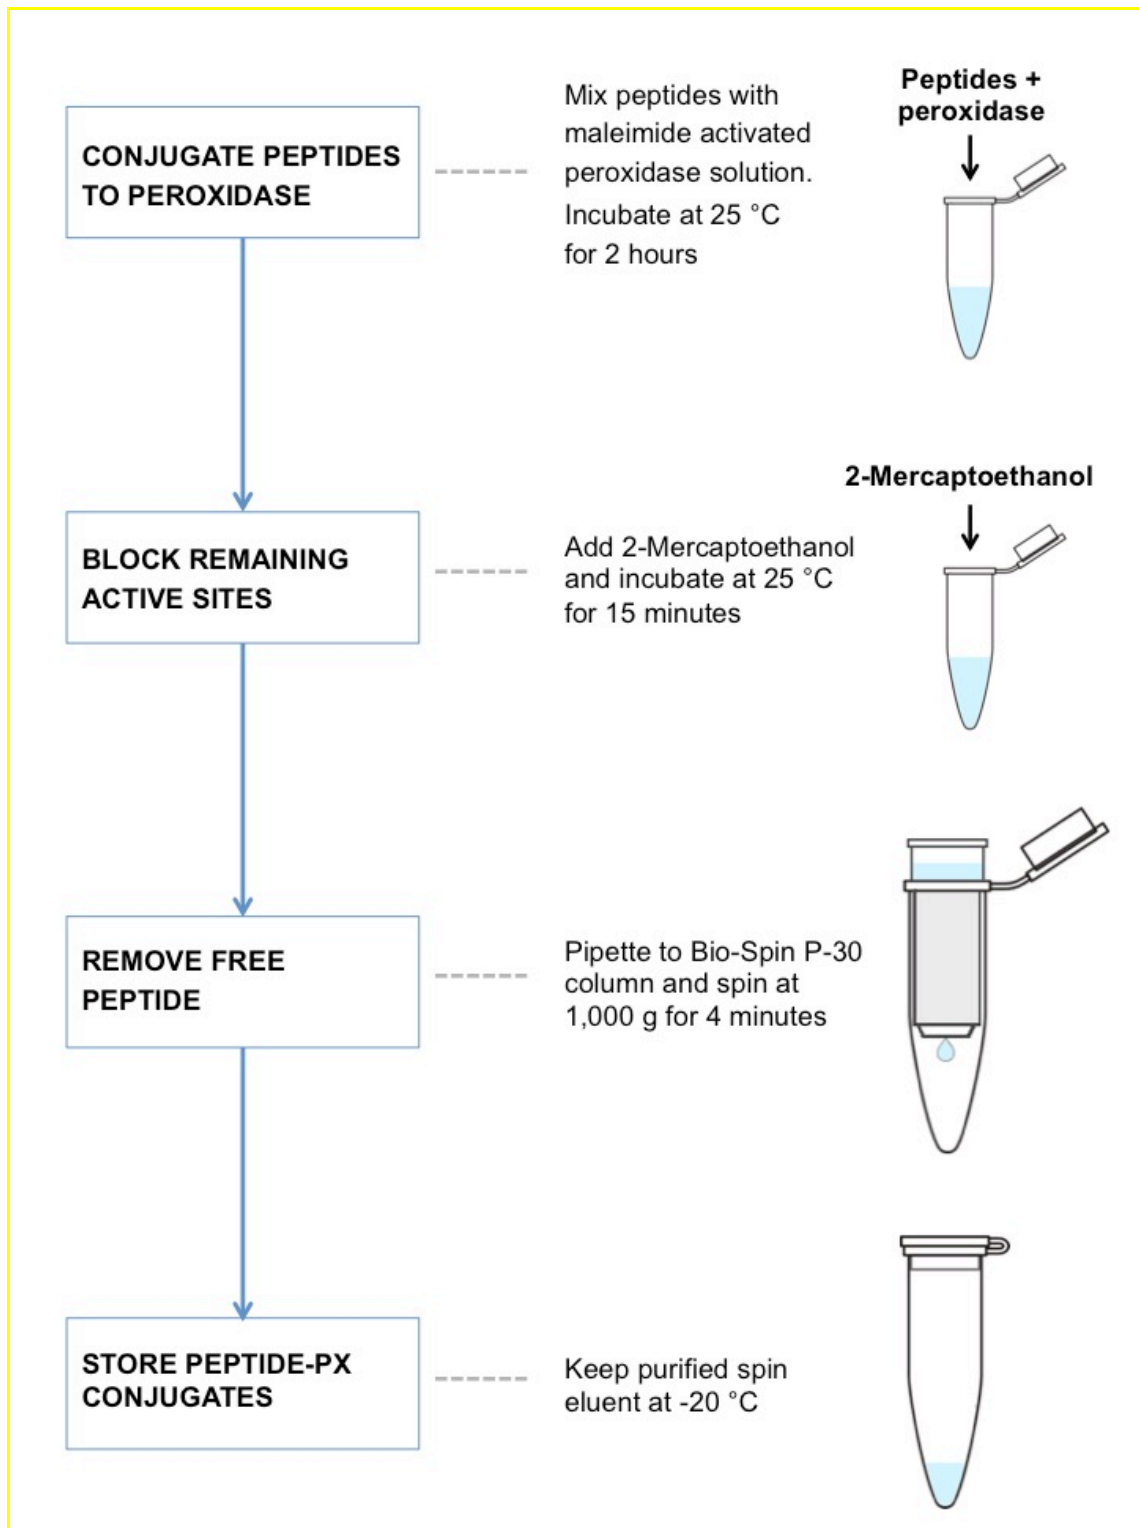 CONJUGATE PEPTIDES
TO PEROXIDASE
Mix peptides with
maleimide activated
peroxidase solution.
Incubate at 25 °C
for 2 hours
Peptides +
peroxidase
BLOCK REMAINING
ACTIVE SITES
Add 2-Mercaptoethanol
and incubate at 25 °C
for 15 minutes
2-Mercaptoethanol
REMOVE FREE
PEPTIDE
Pipette to Bio-Spin P-30
column and spin at
1,000 g for 4 minutes
STORE PEPTIDE-PX
CONJUGATES
Keep purified spin
eluent at -20 °C